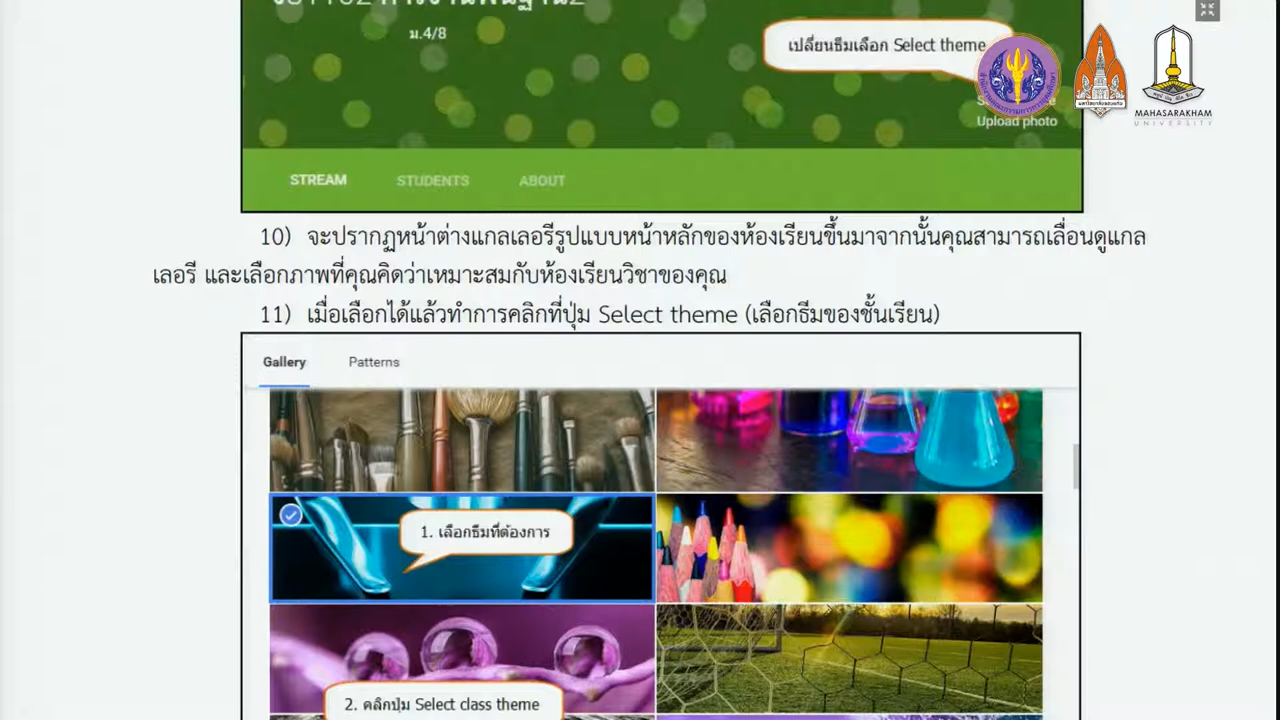 ม.4/8
เปลี่ยนธีมเลือก Select theme
Upload photo
MAHASARAKHAM
UNIVERSITY
STREAM
STUDENTS
ABOUT
10) จะปรากฏหน้าต่างแกลเลอรีรูปแบบหน้าหลักของห้องเรียนขึ้นมาจากนั้นคุณสามารถเลื่อนดูแกล
เลอรี และเลือกภาพที่คุณคิดว่าเหมาะสมกับห้องเรียนวิชาของคุณ
11) เมื่อเลือกได้แล้วทำการคลิกที่ปุ่ม Select theme (เลือกธีมของชั้นเรียน)
Gallery
Patterns
1. เลือกธีมที่ต้องการ
2. คลิกปุ่ม Select class theme